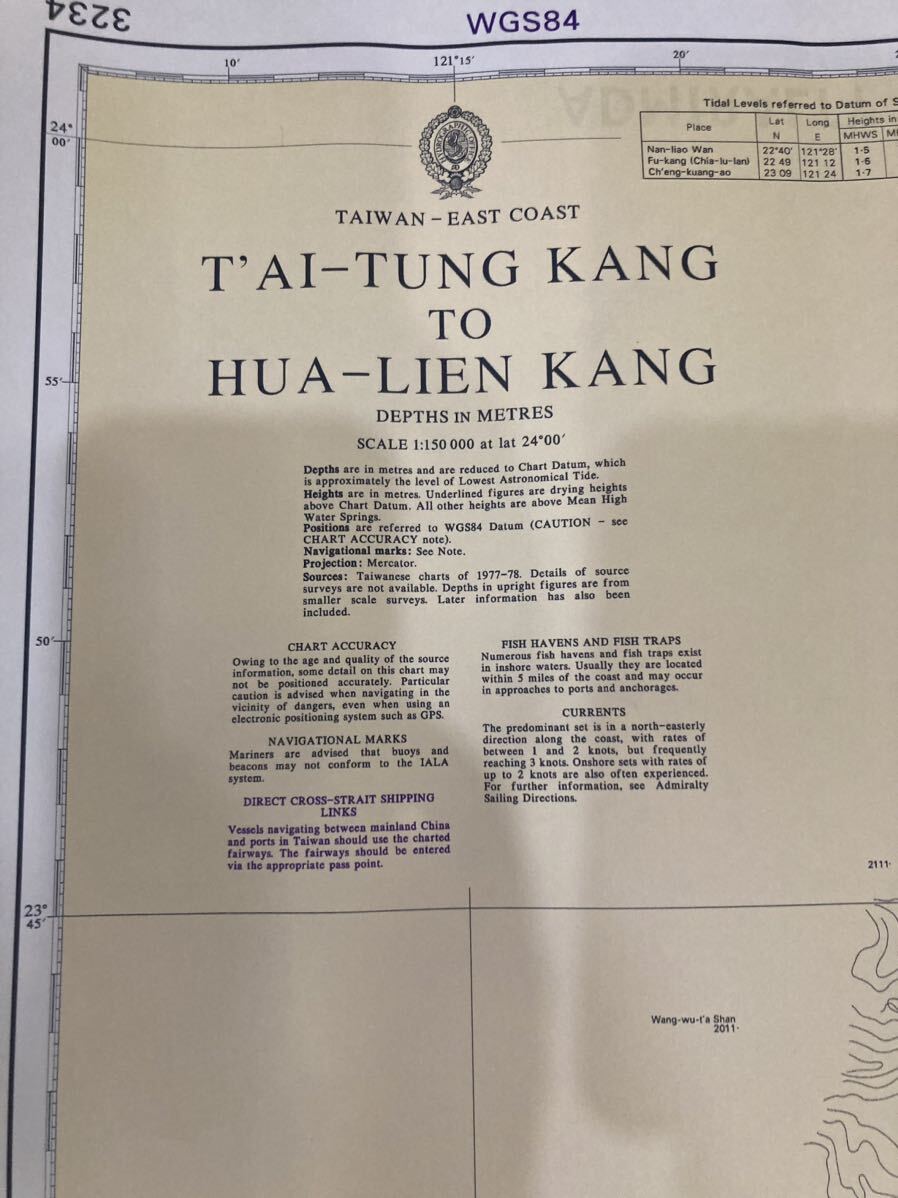 3234
WGS84
10′
121°15′
20′
24°
00′
Tidal Levels referred to Datum of S
Place
Lat
N
Long
E
Heights in
MHWS
Nan-liao Wan 22°40′ 121°28′ 1·5
Fu-kang (Chia-lu-lan) 22 49 121 12 1·6
Ch'eng-kuang-ao 23 09 121 24 1·7
HYDROGRAPHIC OFFICE
TAIWAN – EAST COAST
T'AI–TUNG KANG
TO
HUA–LIEN KANG
DEPTHS IN METRES
SCALE 1:150 000 at lat 24°00′
55′
Depths are in metres and are reduced to Chart Datum, which
is approximately the level of Lowest Astronomical Tide.
Heights are in metres. Underlined figures are drying heights
above Chart Datum. All other heights are above Mean High
Water Springs.
Positions are referred to WGS84 Datum (CAUTION – see
CHART ACCURACY note).
Navigational marks: See Note.
Projection: Mercator.
Sources: Taiwanese charts of 1977–78. Details of source
surveys are not available. Depths in upright figures are from
smaller scale surveys. Later information has also been
included.
50′
CHART ACCURACY
Owing to the age and quality of the source
information, some detail on this chart may
not be positioned accurately. Particular
caution is advised when navigating in the
vicinity of dangers, even when using an
electronic positioning system such as GPS.
NAVIGATIONAL MARKS
Mariners are advised that buoys and
beacons may not conform to the IALA
system.
DIRECT CROSS-STRAIT SHIPPING
LINKS
Vessels navigating between mainland China
and ports in Taiwan should use the charted
fairways. The fairways should be entered
via the appropriate pass point.
FISH HAVENS AND FISH TRAPS
Numerous fish havens and fish traps exist
in inshore waters. Usually they are located
within 5 miles of the coast and may occur
in approaches to ports and anchorages.
CURRENTS
The predominant set is in a north-easterly
direction along the coast, with rates of
between 1 and 2 knots, but frequently
reaching 3 knots. Onshore sets with rates of
up to 2 knots are also often experienced.
For further information, see Admiralty
Sailing Directions.
2111·
23°
45′
Wang-wu-t'a Shan
2011·